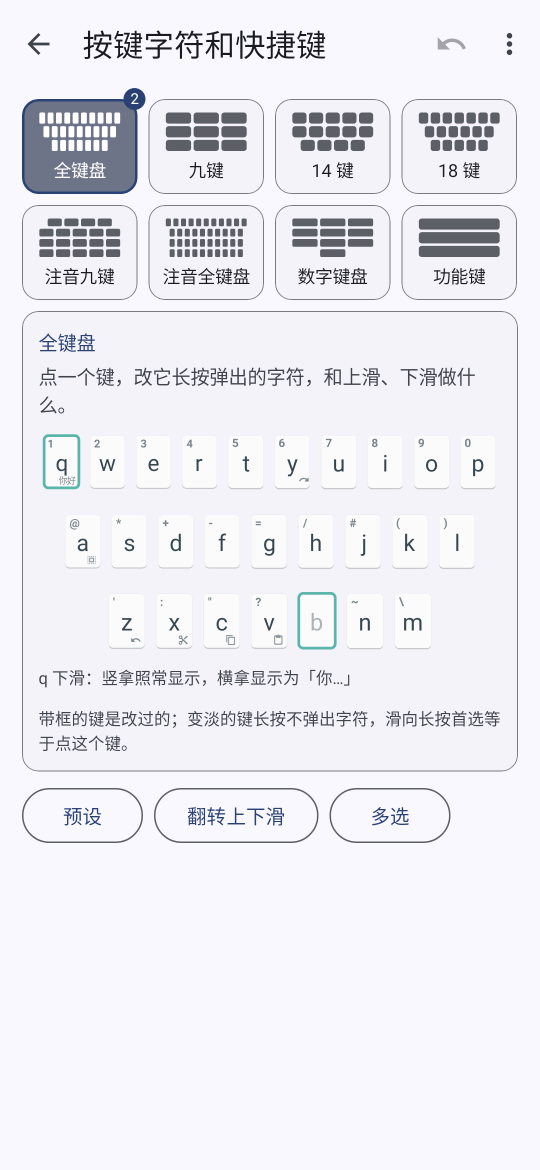 按键字符和快捷键
2
全键盘 九键 14 键 18 键
注音九键 注音全键盘 数字键盘 功能键
全键盘
点一个键，改它长按弹出的字符，和上滑、下滑做什
么。
1 2 3 4 5 6 7 8 9 0
q w e r t y u i o p
你好
@ * + - = / # ( )
a s d f g h j k l
' : " ? ~ \
z x c v b n m
q 下滑：竖拿照常显示，横拿显示为「你…」
带框的键是改过的；变淡的键长按不弹出字符，滑向长按首选等
于点这个键。
预设 翻转上下滑 多选